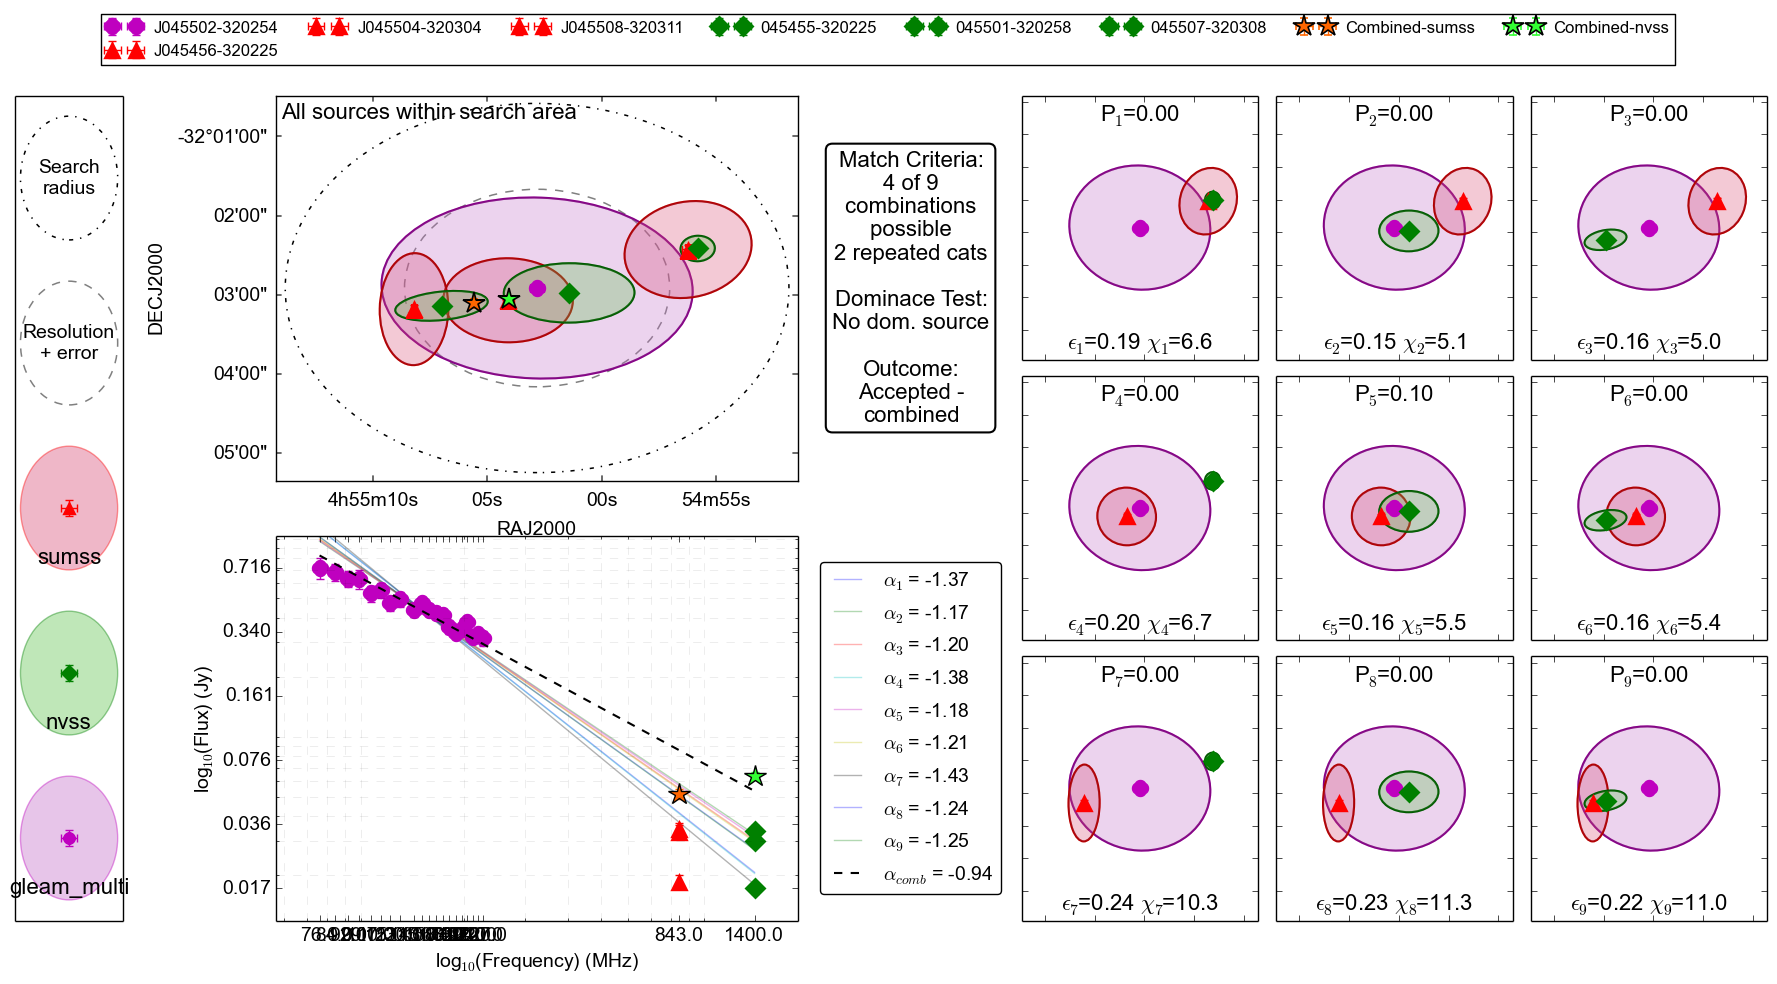 J045502-320254
J045504-320304
J045508-320311
045455-320225
045501-320258
045507-320308
Combined-sumss
Combined-nvss
J045456-320225
Search
radius
Resolution
+ error
sumss
nvss
gleam_multi
All sources within search area
DECJ2000
-32°01'00"
02'00"
03'00"
04'00"
05'00"
4h55m10s
05s
00s
54m55s
RAJ2000
Match Criteria:
4 of 9
combinations
possible
2 repeated cats
Dominace Test:
No dom. source
Outcome:
Accepted -
combined
log₁₀(Flux) (Jy)
0.716
0.340
0.161
0.076
0.036
0.017
843.0
1400.0
log₁₀(Frequency) (MHz)
α₁ = -1.37
α₂ = -1.17
α₃ = -1.20
α₄ = -1.38
α₅ = -1.18
α₆ = -1.21
α₇ = -1.43
α₈ = -1.24
α₉ = -1.25
α_comb = -0.94
P₁=0.00
ϵ₁=0.19 χ₁=6.6
P₂=0.00
ϵ₂=0.15 χ₂=5.1
P₃=0.00
ϵ₃=0.16 χ₃=5.0
P₄=0.00
ϵ₄=0.20 χ₄=6.7
P₅=0.10
ϵ₅=0.16 χ₅=5.5
P₆=0.00
ϵ₆=0.16 χ₆=5.4
P₇=0.00
ϵ₇=0.24 χ₇=10.3
P₈=0.00
ϵ₈=0.23 χ₈=11.3
P₉=0.00
ϵ₉=0.22 χ₉=11.0